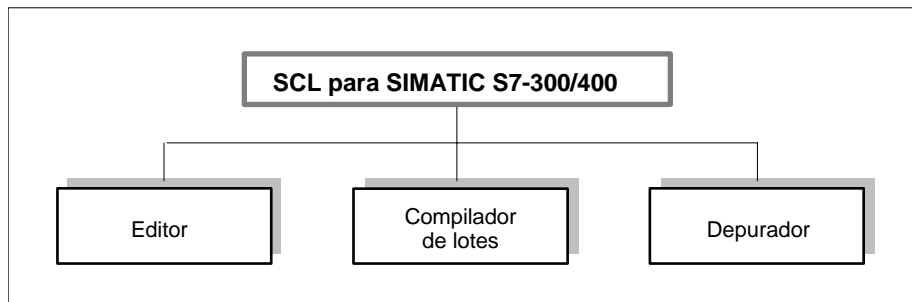 SCL para SIMATIC S7-300/400
Editor
Compilador
de lotes
Depurador